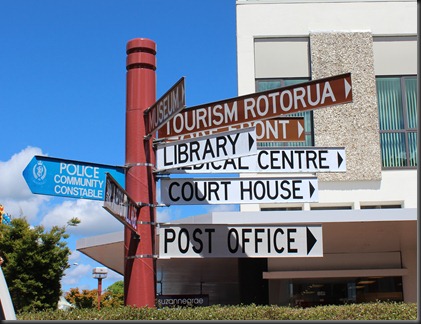 MUSEUM
TOURISM ROTORUA
LIBRARY
MEDICAL CENTRE
POLICE
COMMUNITY
CONSTABLE
COURT HOUSE
POST OFFICE
suzannegrae